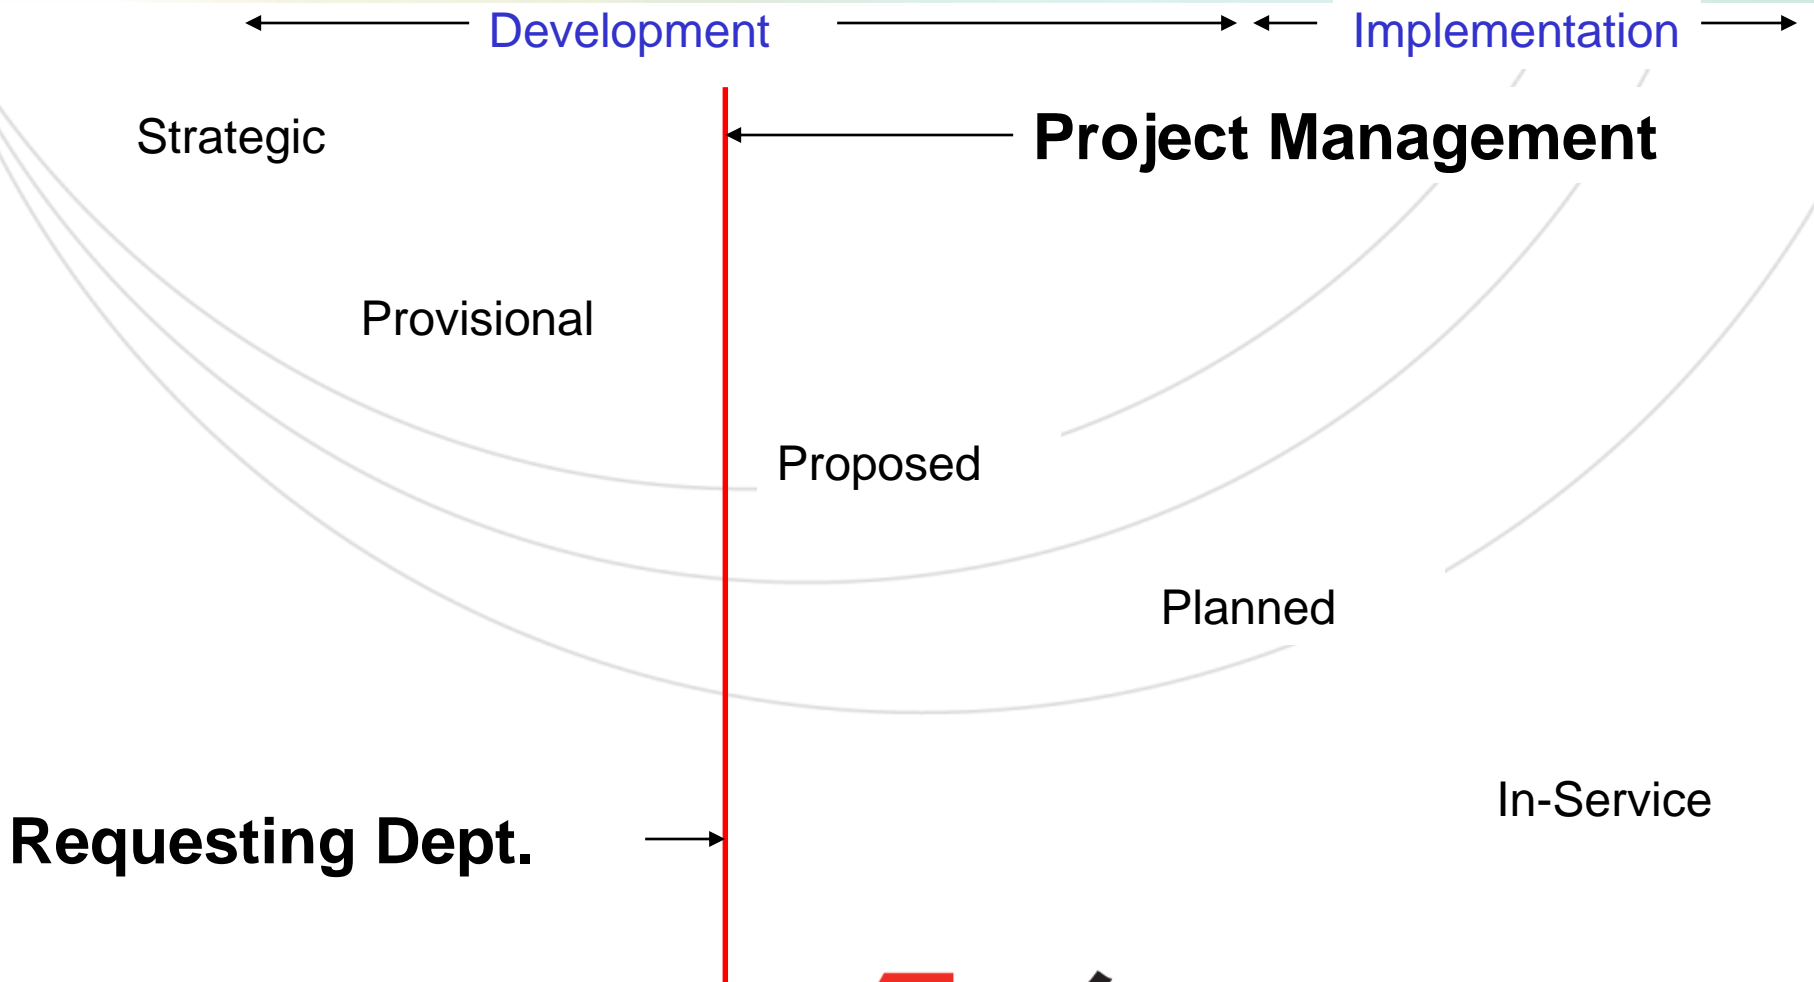 Development
Implementation
Strategic
Project Management
Provisional
Proposed
Planned
In-Service
Requesting Dept.